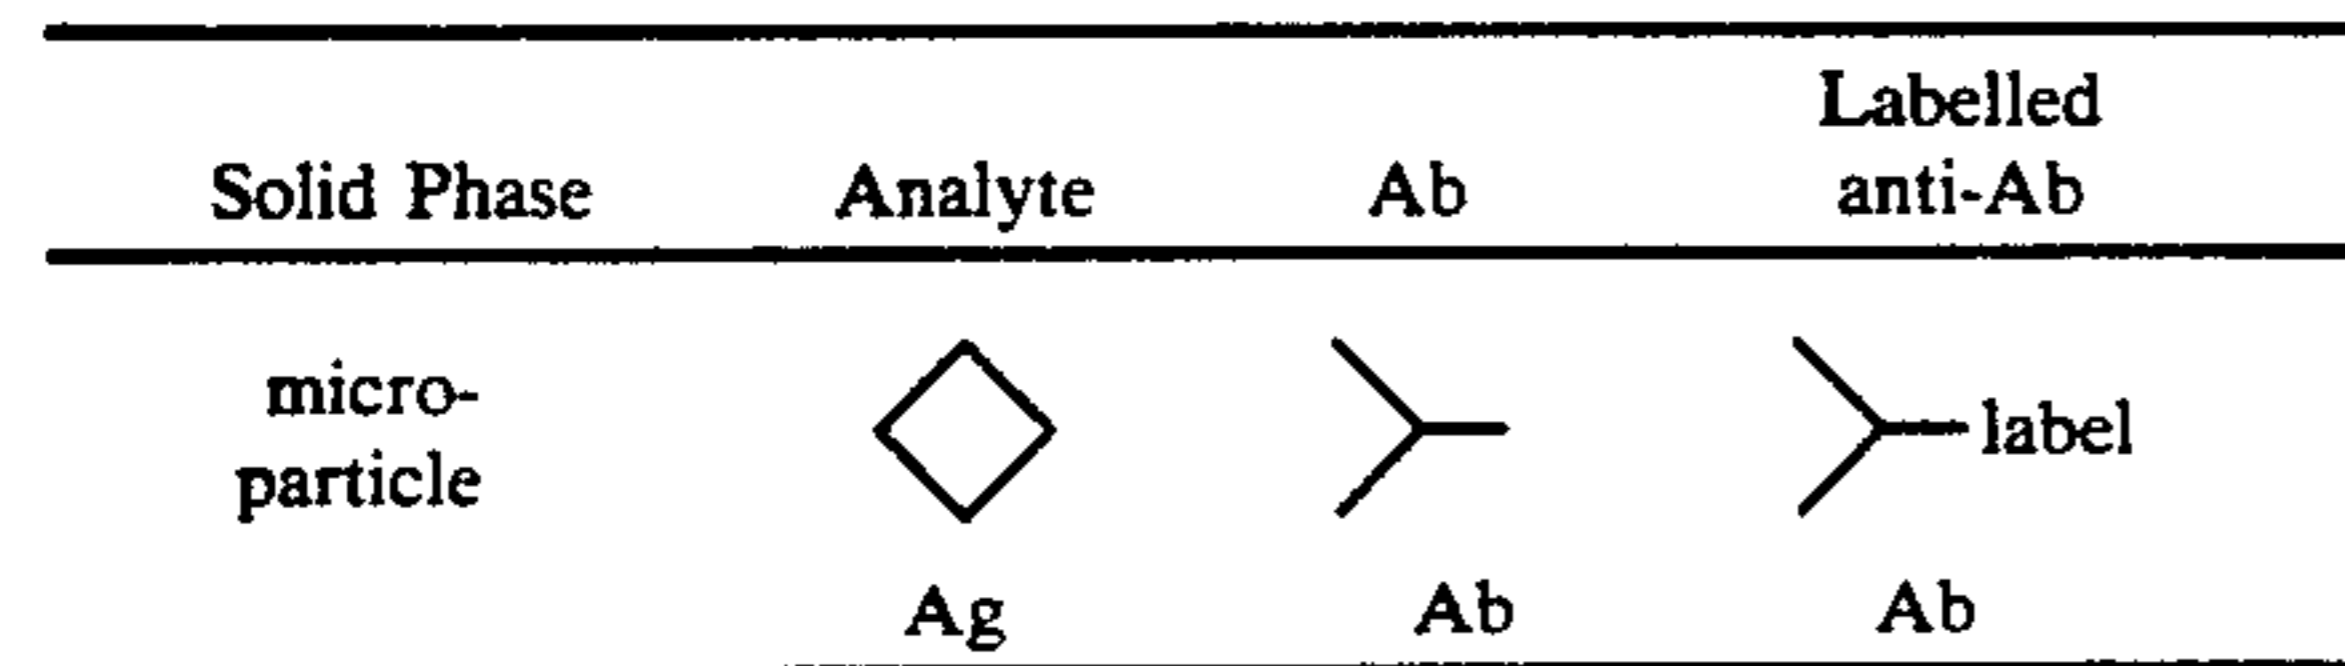 Solid Phase Analyte Ab Labelled anti-Ab
micro-
particle
label
Ag Ab Ab